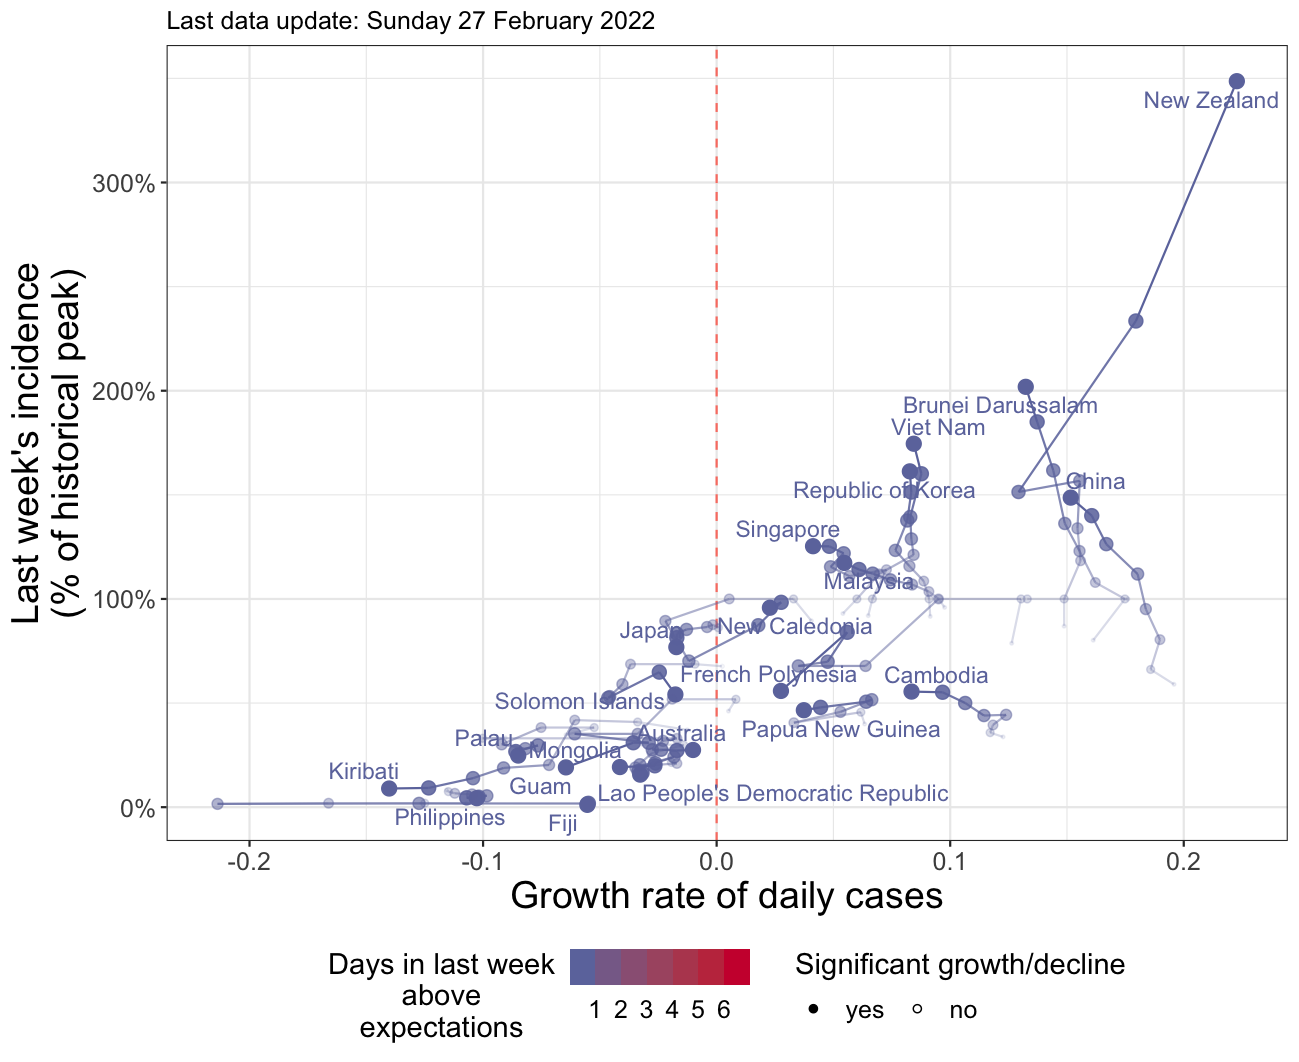 Last data update: Sunday 27 February 2022
Last week's incidence
(% of historical peak)
300%
200%
100%
0%
New Zealand
Brunei Darussalam
Viet Nam
China
Republic of Korea
Singapore
Malaysia
Japan
New Caledonia
French Polynesia
Cambodia
Solomon Islands
Papua New Guinea
Palau
Australia
Mongolia
Kiribati
Guam
Lao People's Democratic Republic
Philippines
Fiji
-0.2
-0.1
0.0
0.1
0.2
Growth rate of daily cases
Days in last week
above
expectations
1 2 3 4 5 6
Significant growth/decline
yes
no